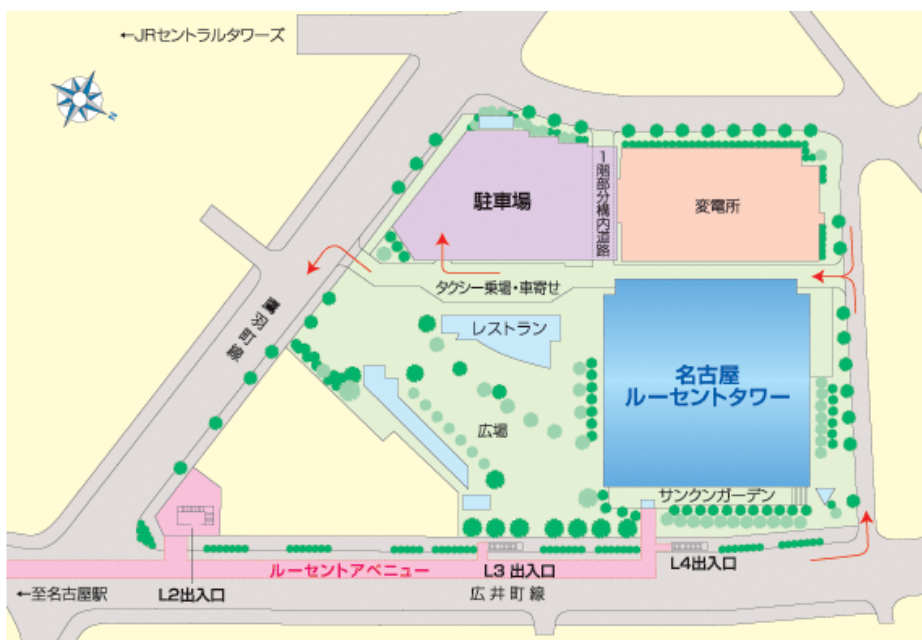 ←JRセントラルタワーズ
N
駐車場
1階部分構内道路
変電所
タクシー乗場・車寄せ
レストラン
名古屋
ルーセントタワー
広場
サンクンガーデン
ルーセントアベニュー
L3 出入口
L4出入口
←至名古屋駅
L2出入口
広井町線